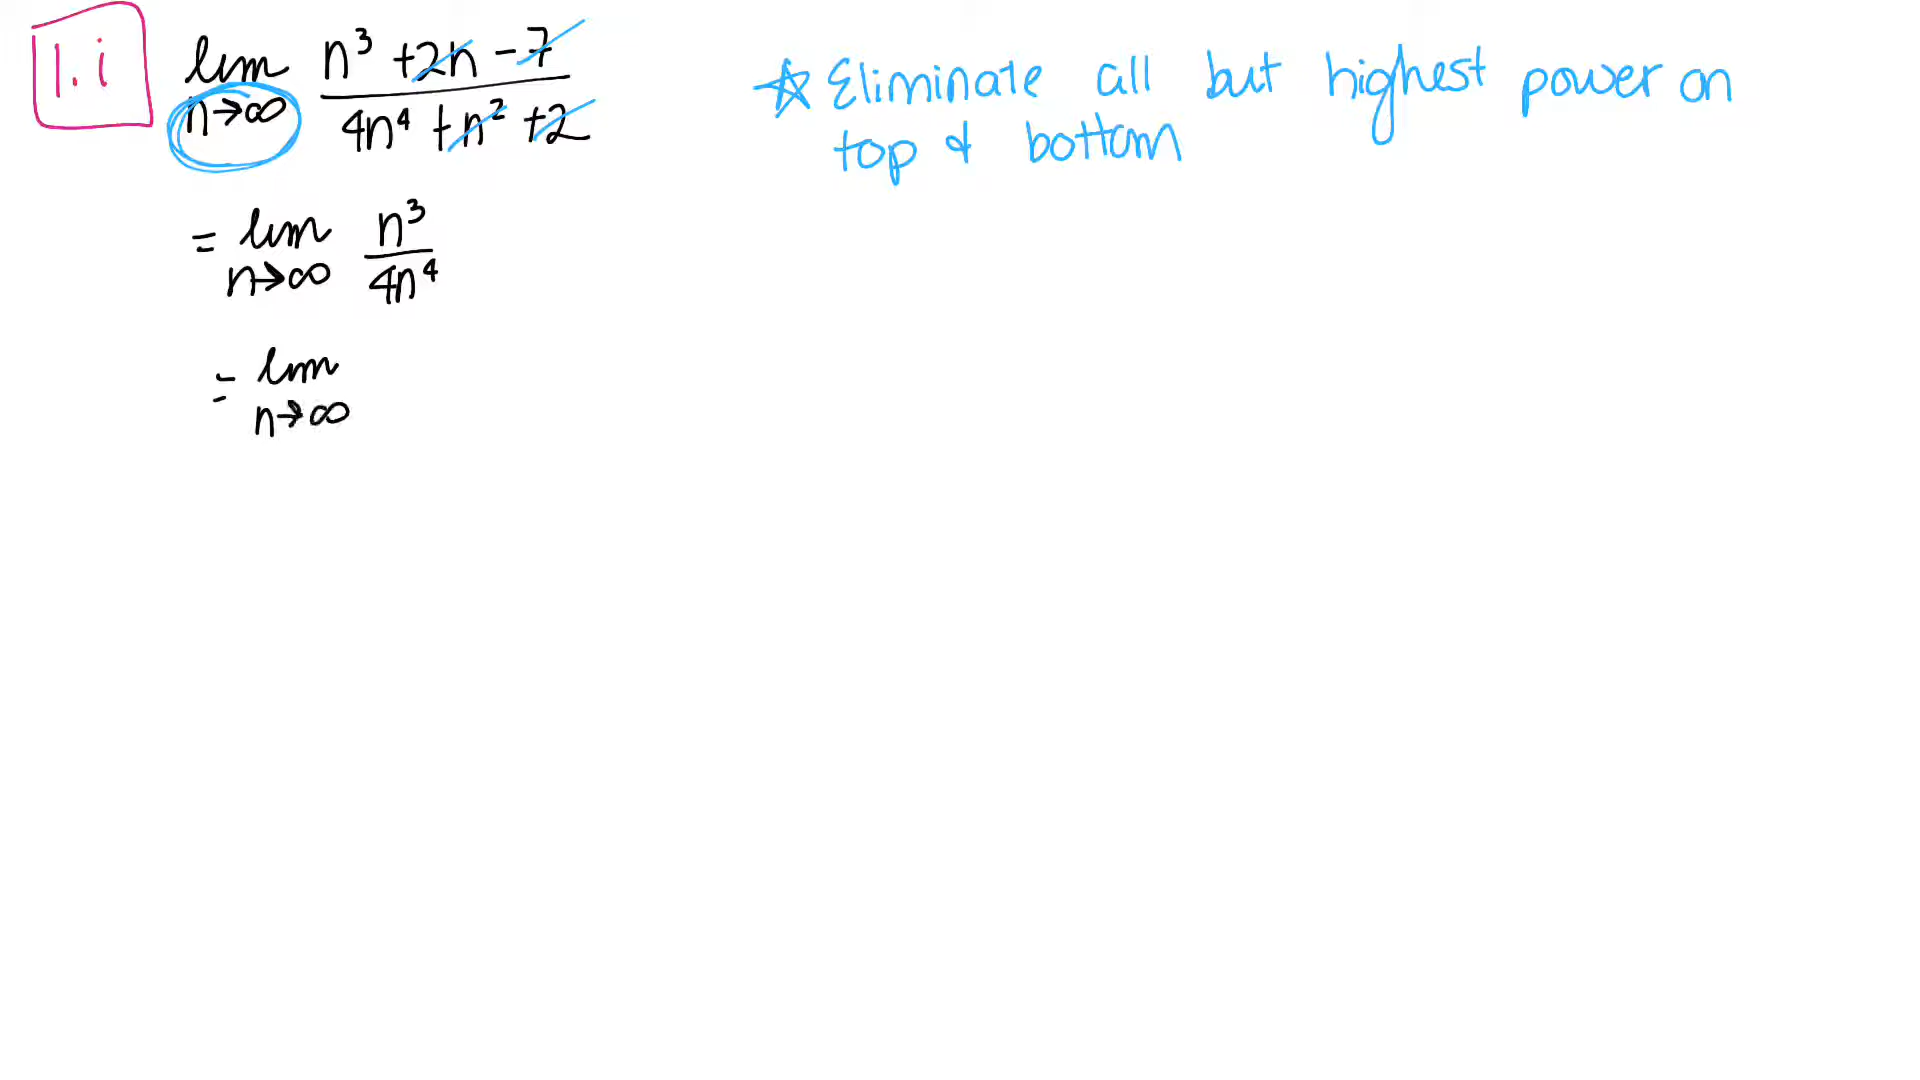 1. i
lim n→∞ (n³ + 2n - 7)/(4n⁴ + n² + 2)
☆ Eliminate all but highest power on
top & bottom
= lim n→∞ n³/4n⁴
= lim n→∞